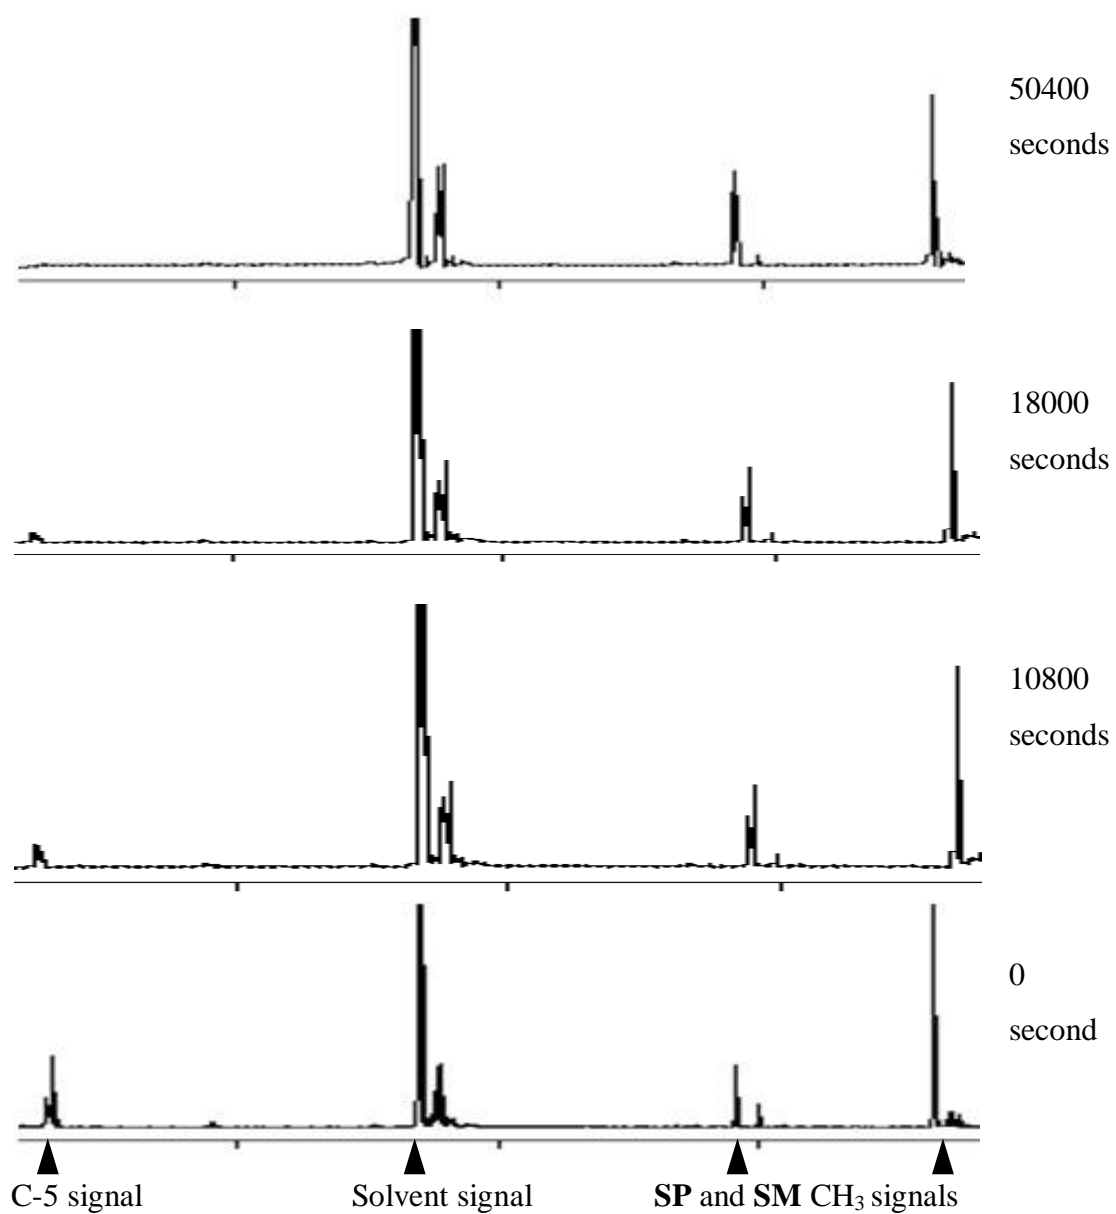 50400
seconds
18000
seconds
10800
seconds
0
second
C-5 signal
Solvent signal
SP and SM CH₃ signals